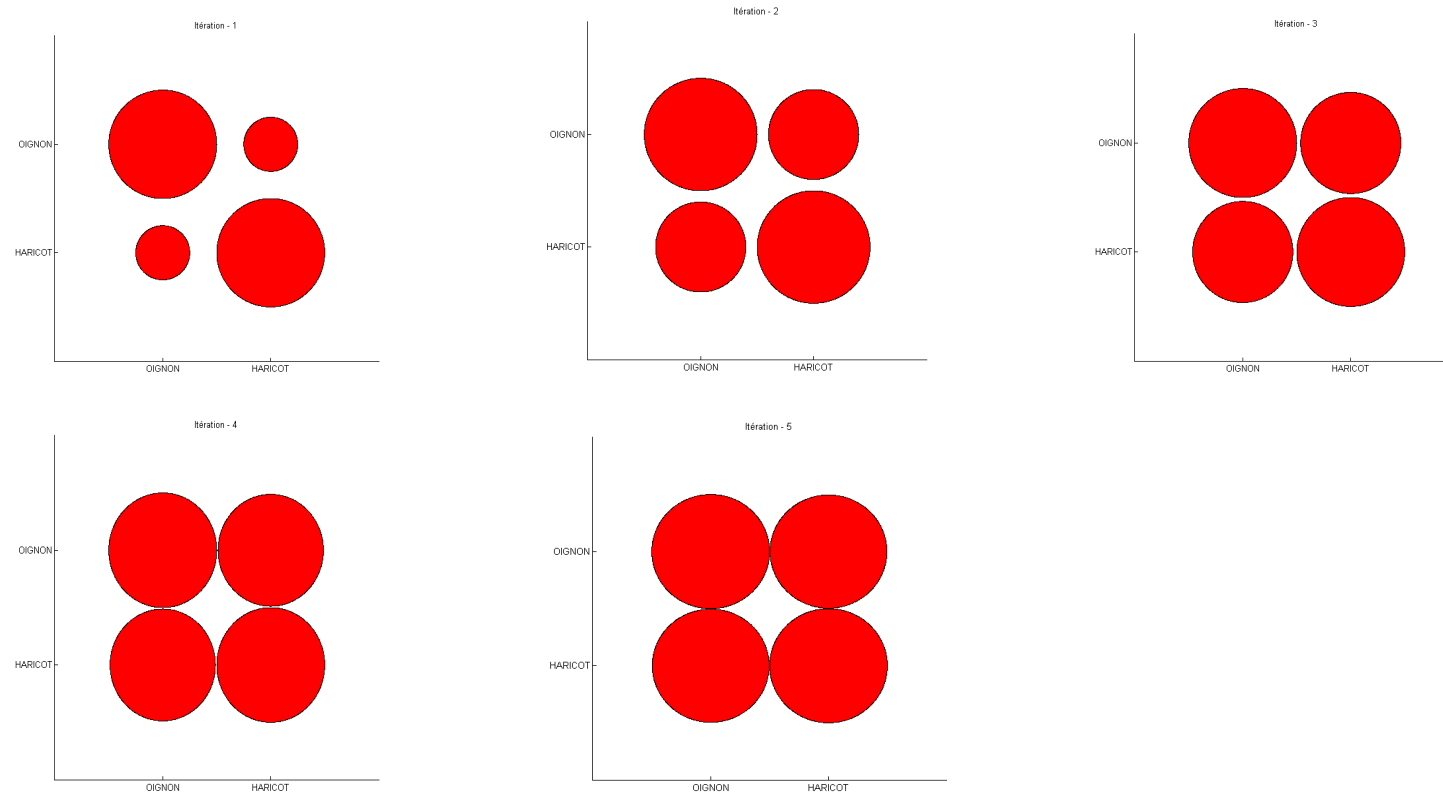 Itération - 1
OIGNON
HARICOT
OIGNON HARICOT
Itération - 2
OIGNON
HARICOT
OIGNON HARICOT
Itération - 3
OIGNON
HARICOT
OIGNON HARICOT
Itération - 4
OIGNON
HARICOT
OIGNON HARICOT
Itération - 5
OIGNON
HARICOT
OIGNON HARICOT